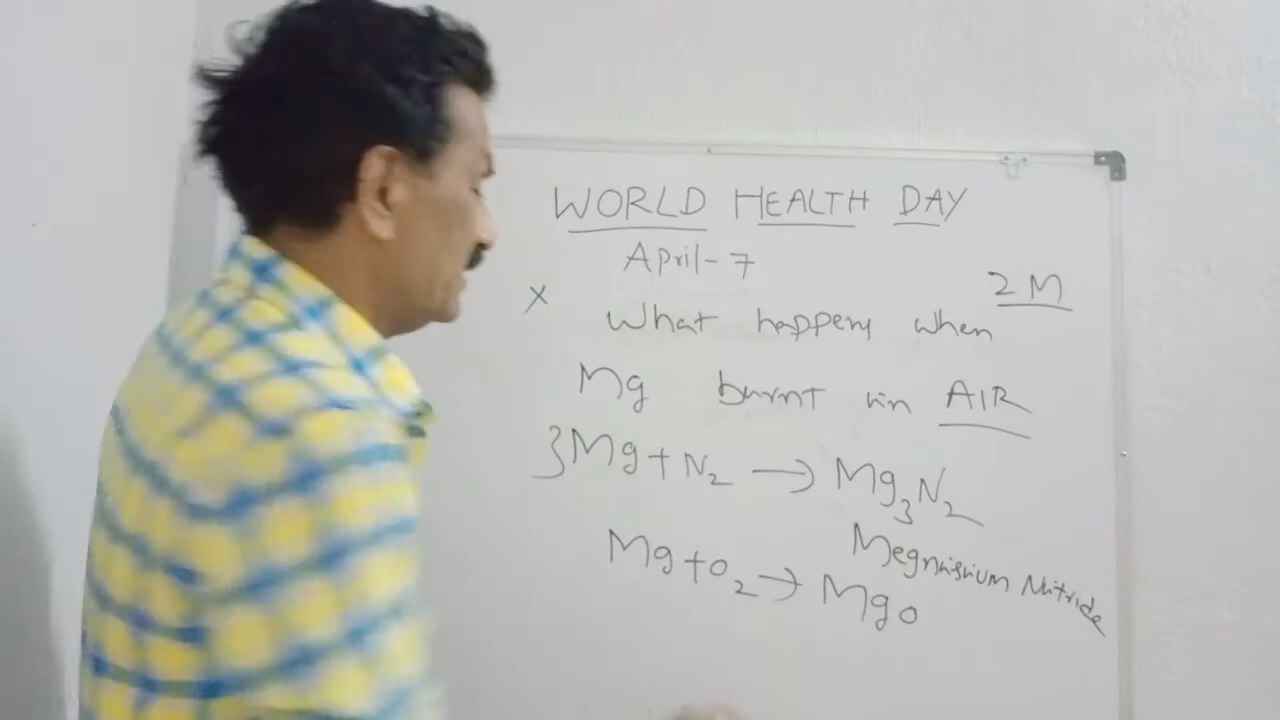 WORLD HEALTH DAY
April-7
2 M
x What happens when
Mg burnt in AIR
3Mg+N₂ → Mg₃N₂
Megnisium Nitride
Mg+O₂ → MgO